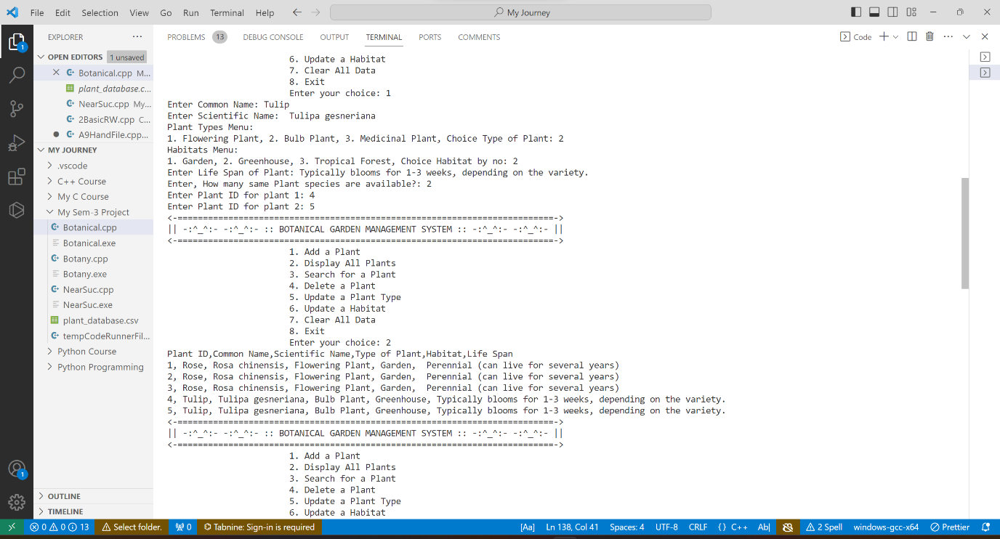 File Edit Selection View Go Run Terminal Help My Journey
EXPLORER
OPEN EDITORS 1 unsaved
Botanical.cpp M...
plant_database.c...
NearSuc.cpp My...
2BasicRW.cpp C...
A9HandFile.cpp...
MY JOURNEY
.vscode
C++ Course
My C Course
My Sem-3 Project
Botanical.cpp
Botanical.exe
Botany.cpp
Botany.exe
NearSuc.cpp
NearSuc.exe
plant_database.csv
tempCodeRunnerFil...
Python Course
Python Programming
OUTLINE
TIMELINE
PROBLEMS 13 DEBUG CONSOLE OUTPUT TERMINAL PORTS COMMENTS Code
6. Update a Habitat
7. Clear All Data
8. Exit
Enter your choice: 1
Enter Common Name: Tulip
Enter Scientific Name:  Tulipa gesneriana
Plant Types Menu:
1. Flowering Plant, 2. Bulb Plant, 3. Medicinal Plant, Choice Type of Plant: 2
Habitats Menu:
1. Garden, 2. Greenhouse, 3. Tropical Forest, Choice Habitat by no: 2
Enter Life Span of Plant: Typically blooms for 1-3 weeks, depending on the variety.
Enter, How many same Plant species are available?: 2
Enter Plant ID for plant 1: 4
Enter Plant ID for plant 2: 5
<-==========================================================================->
|| -:^_^:- -:^_^:- :: BOTANICAL GARDEN MANAGEMENT SYSTEM :: -:^_^:- -:^_^:- ||
<-==========================================================================->
1. Add a Plant
2. Display All Plants
3. Search for a Plant
4. Delete a Plant
5. Update a Plant Type
6. Update a Habitat
7. Clear All Data
8. Exit
Enter your choice: 2
Plant ID,Common Name,Scientific Name,Type of Plant,Habitat,Life Span
1, Rose, Rosa chinensis, Flowering Plant, Garden,  Perennial (can live for several years)
2, Rose, Rosa chinensis, Flowering Plant, Garden,  Perennial (can live for several years)
3, Rose, Rosa chinensis, Flowering Plant, Garden,  Perennial (can live for several years)
4, Tulip, Tulipa gesneriana, Bulb Plant, Greenhouse, Typically blooms for 1-3 weeks, depending on the variety.
5, Tulip, Tulipa gesneriana, Bulb Plant, Greenhouse, Typically blooms for 1-3 weeks, depending on the variety.
<-==========================================================================->
|| -:^_^:- -:^_^:- :: BOTANICAL GARDEN MANAGEMENT SYSTEM :: -:^_^:- -:^_^:- ||
<-==========================================================================->
1. Add a Plant
2. Display All Plants
3. Search for a Plant
4. Delete a Plant
5. Update a Plant Type
6. Update a Habitat
0 0 13 Select folder. 0 Tabnine: Sign-in is required [Aa] Ln 138, Col 41 Spaces: 4 UTF-8 CRLF {} C++ Ab| 2 Spell windows-gcc-x64 Prettier